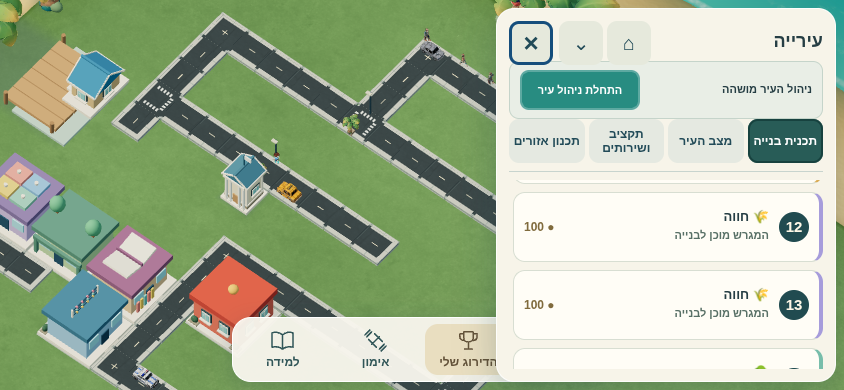 עירייה
ניהול העיר מושהה
התחלת ניהול עיר
תכנית בנייה
מצב העיר
תקציב
ושירותים
תכנון אזורים
12
🌾 חווה
המגרש מוכן לבנייה
100 ●
13
🌾 חווה
המגרש מוכן לבנייה
100 ●
הדירוג שלי
אימון
למידה